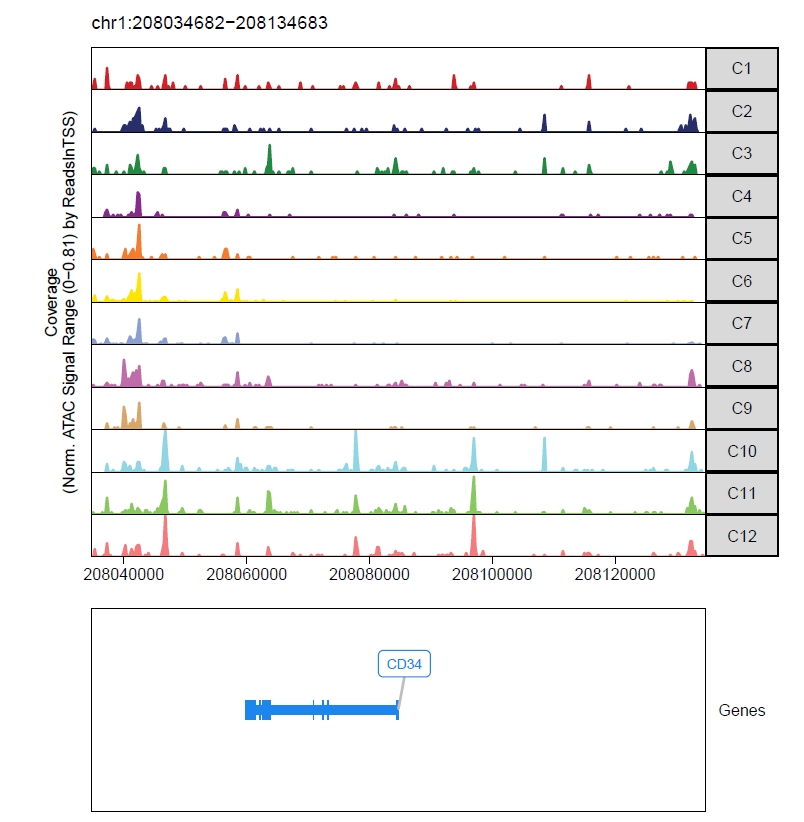 chr1:208034682−208134683
Coverage
(Norm. ATAC Signal Range (0−0.81) by ReadsInTSS)
C1
C2
C3
C4
C5
C6
C7
C8
C9
C10
C11
C12
208040000 208060000 208080000 208100000 208120000
CD34
Genes